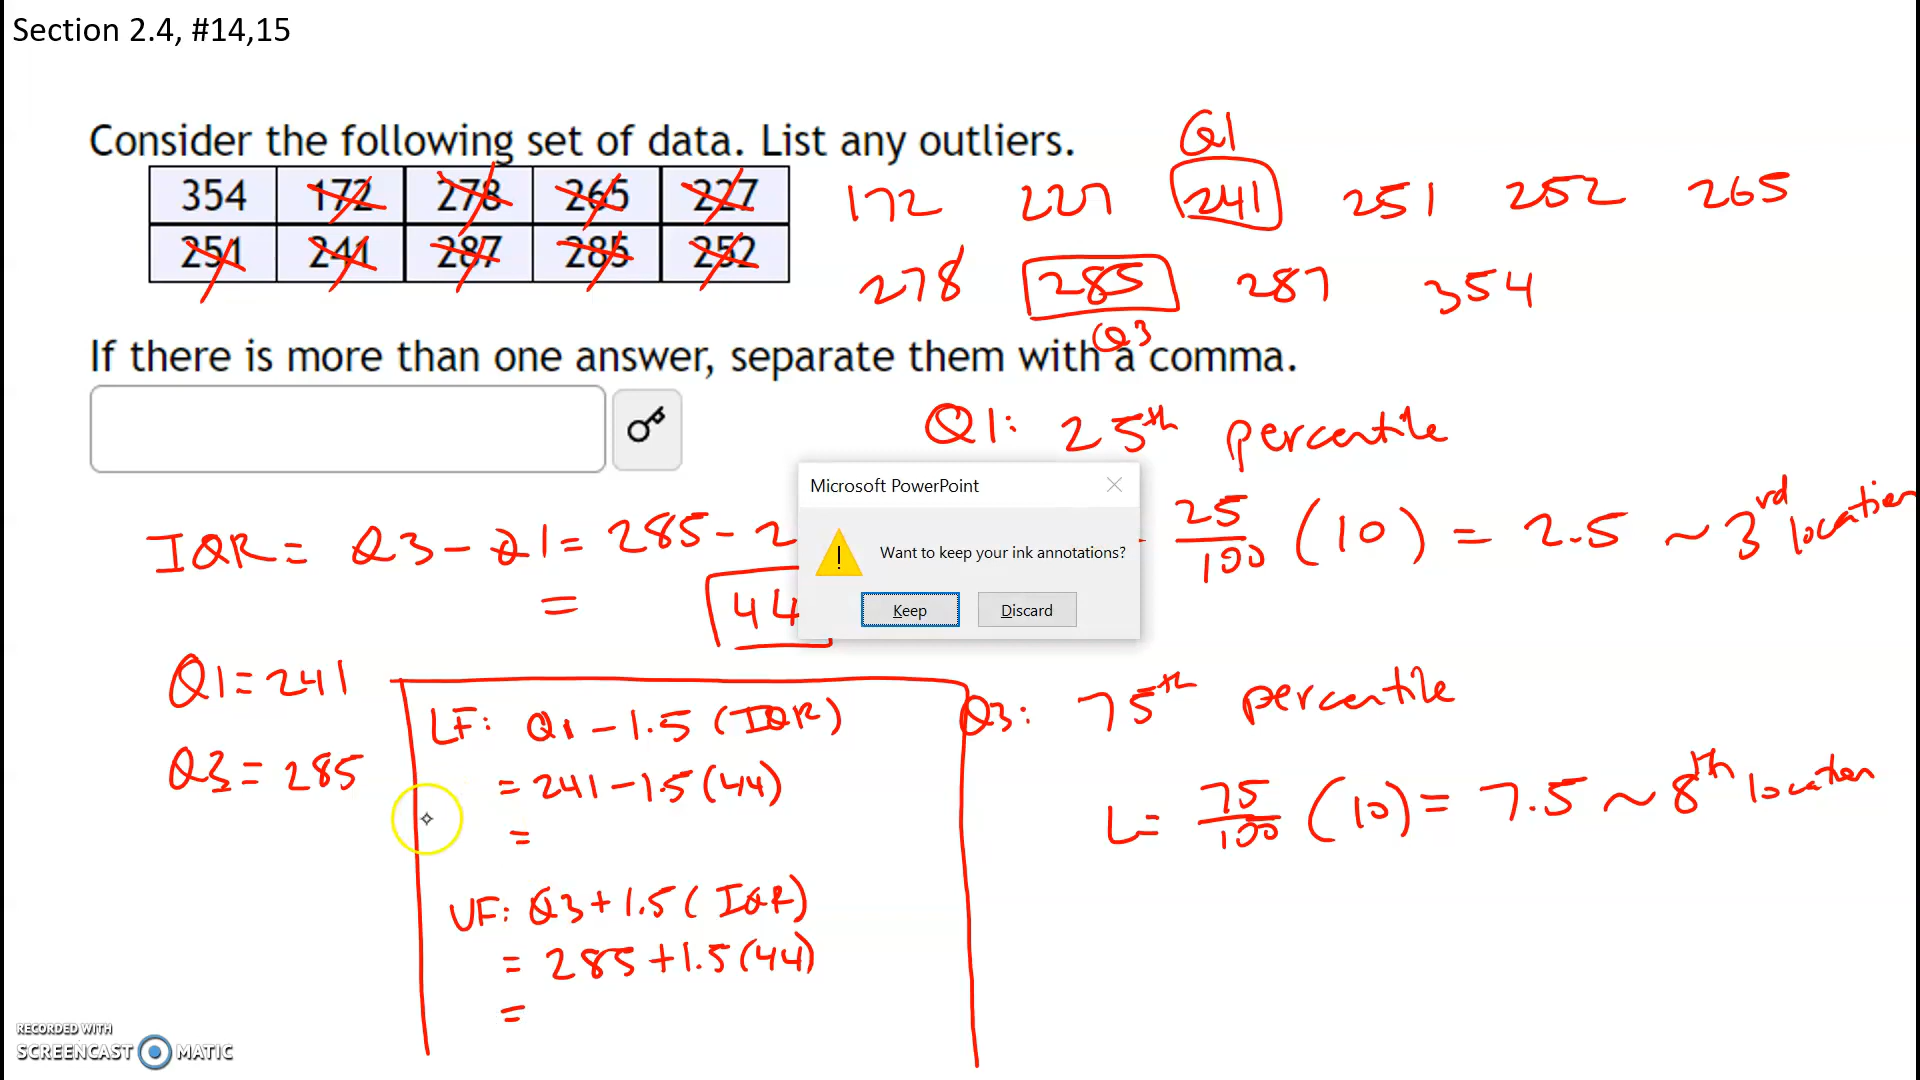 Section 2.4, #14,15
Consider the following set of data. List any outliers.
354 172 278 265 227
251 241 287 285 252
Q1
172 227 241 251 252 265
278 285 287 354
Q3
If there is more than one answer, separate them with a comma.
Q1: 25th percentile
25/100 (10) = 2.5 ~ 3rd location
IQR = Q3 - Q1 = 285 - 2
= 44
Microsoft PowerPoint
Want to keep your ink annotations?
Keep Discard
Q1 = 241
Q3 = 285
LF: Q1 - 1.5 (IQR)
= 241 - 1.5 (44)
=
UF: Q3 + 1.5 (IQR)
= 285 + 1.5 (44)
=
Q3: 75th percentile
L = 75/100 (10) = 7.5 ~ 8th location
RECORDED WITH
SCREENCAST MATIC